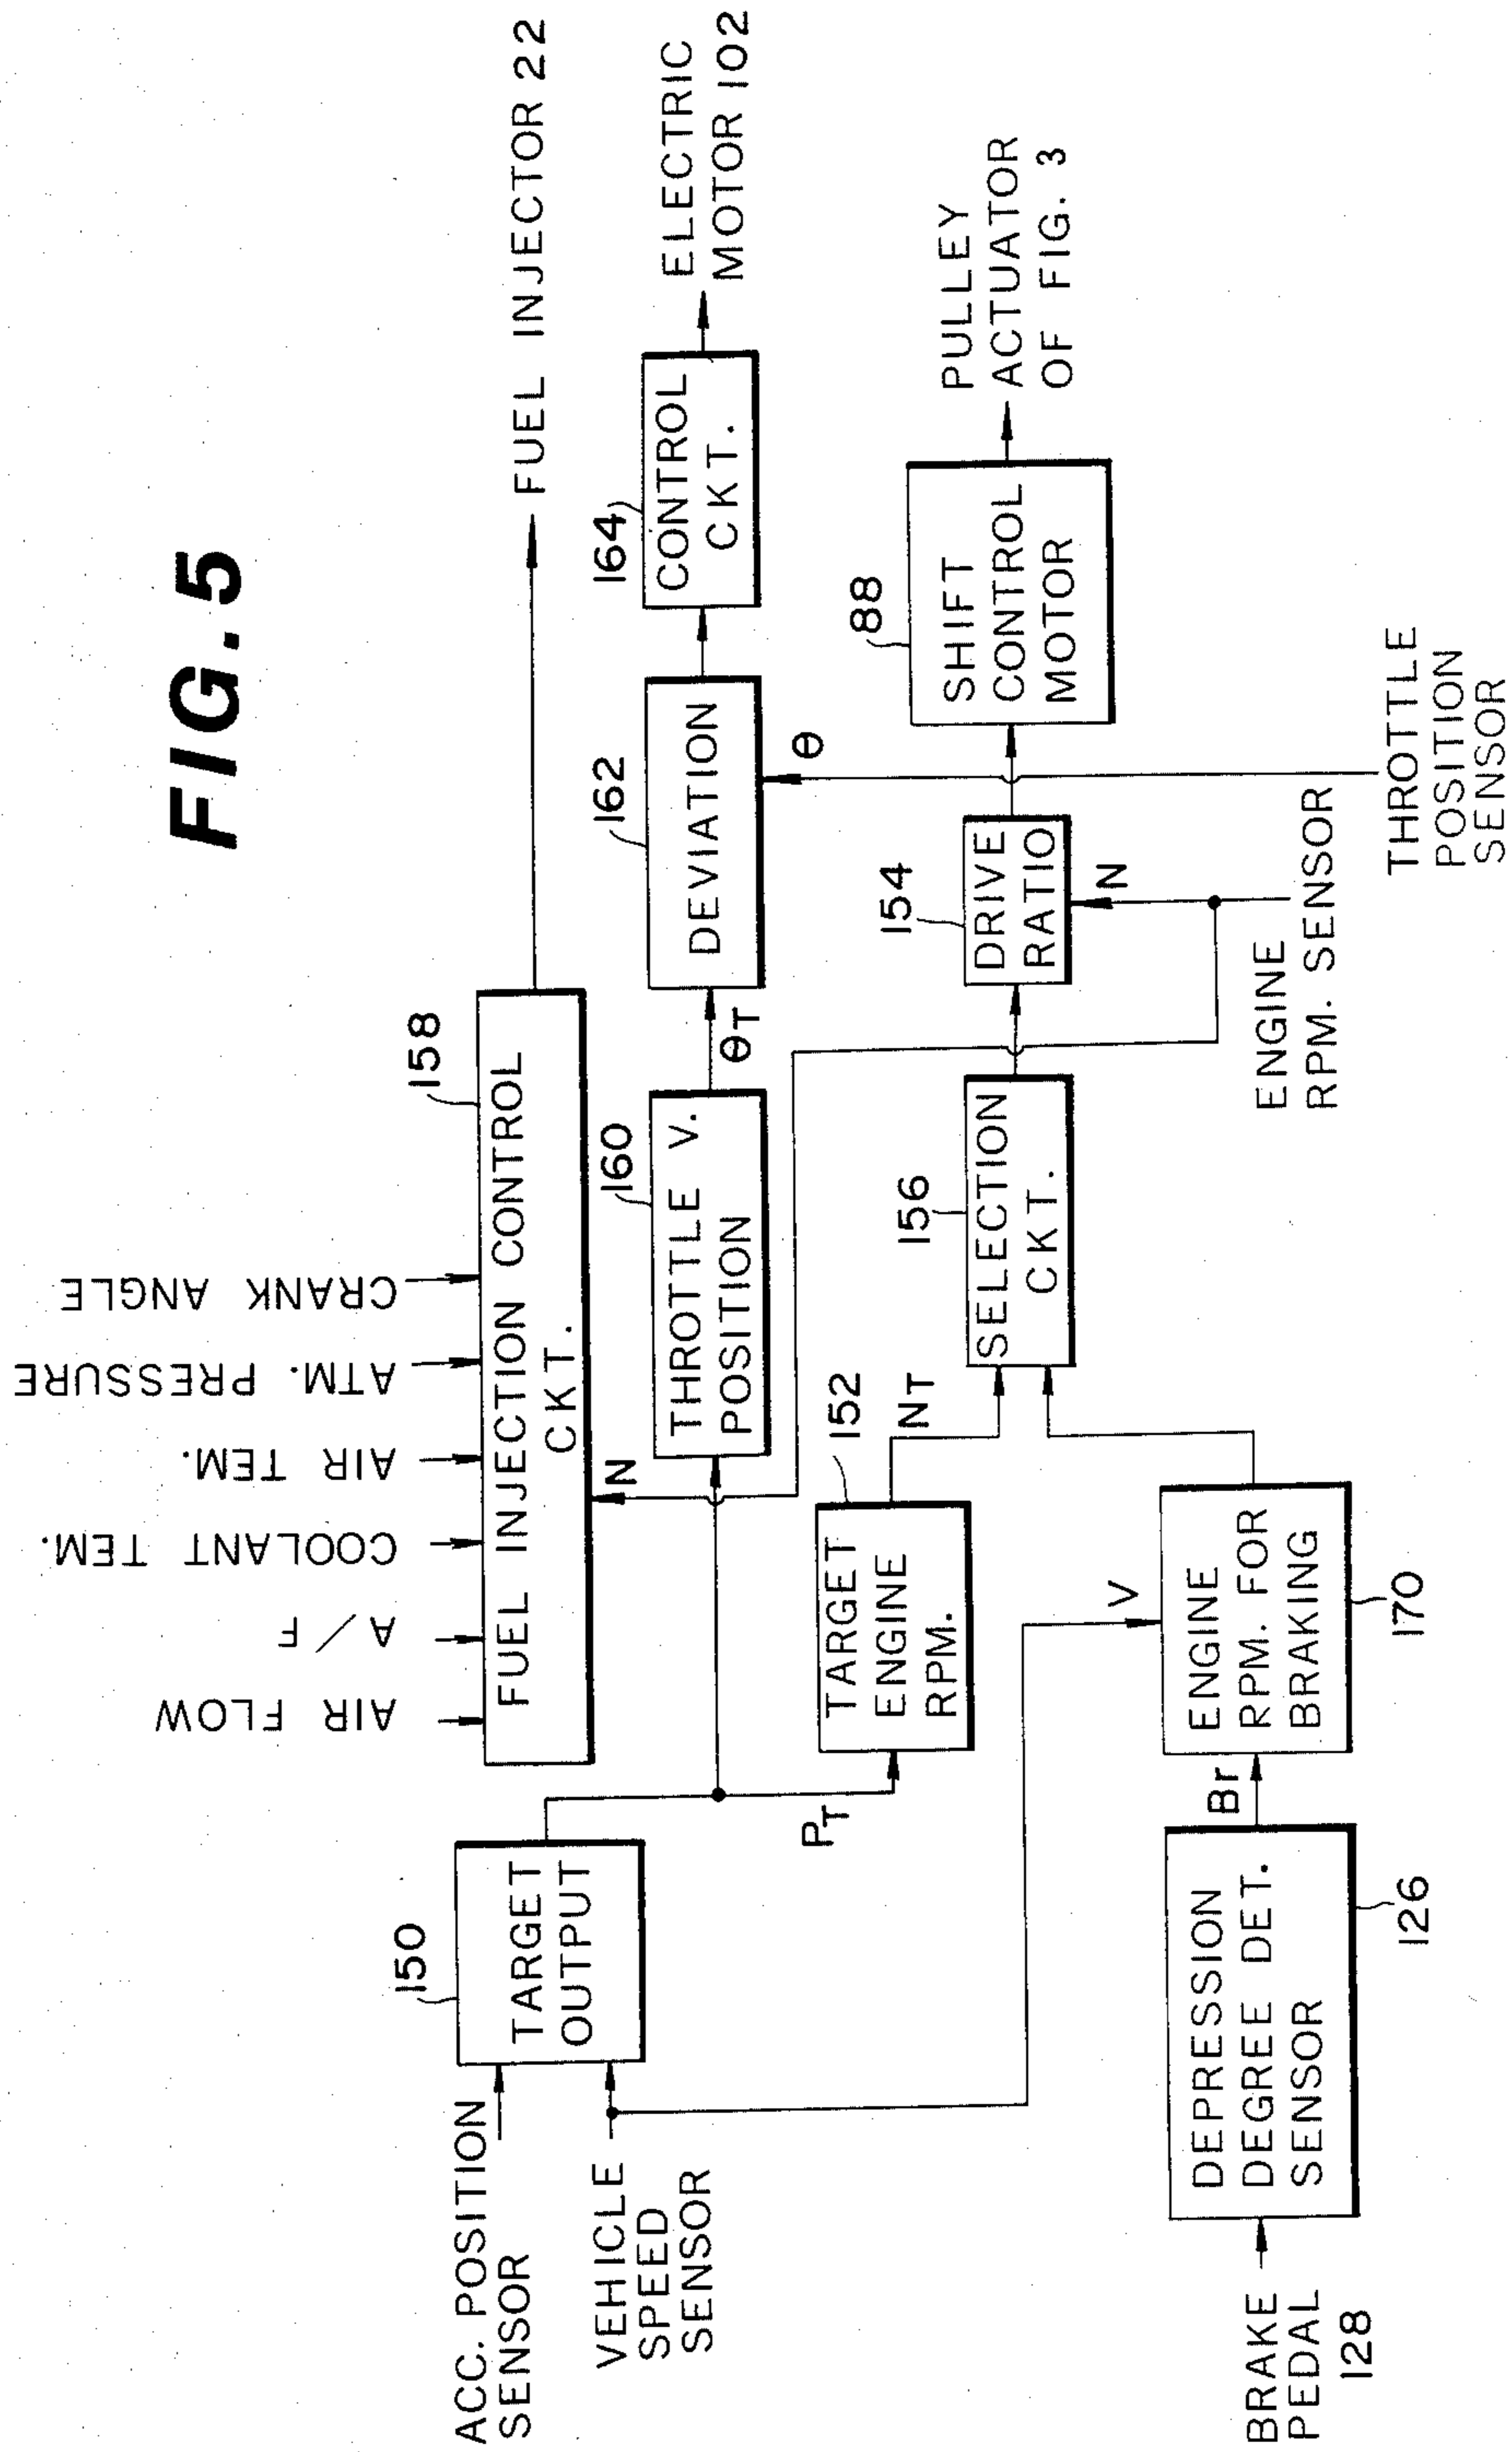 FIG. 5
AIR FLOW
A/F
COOLANT TEM.
AIR TEM.
ATM. PRESSURE
CRANK ANGLE
158
FUEL INJECTION CONTROL
CKT.
N
FUEL INJECTOR 22
ACC. POSITION
SENSOR
VEHICLE
SPEED
SENSOR
150
TARGET
OUTPUT
PT
160
THROTTLE V.
POSITION
θT
162
DEVIATION
θ
164
CONTROL
CKT.
ELECTRIC
MOTOR 102
152
TARGET
ENGINE
RPM.
NT
156
SELECTION
CKT.
154
DRIVE
RATIO
N
88
SHIFT
CONTROL
MOTOR
PULLEY
ACTUATOR
OF FIG. 3
BRAKE
PEDAL
128
DEPRESSION
DEGREE DET.
SENSOR
126
Br
V
ENGINE
RPM. FOR
BRAKING
170
ENGINE
RPM. SENSOR
THROTTLE
POSITION
SENSOR